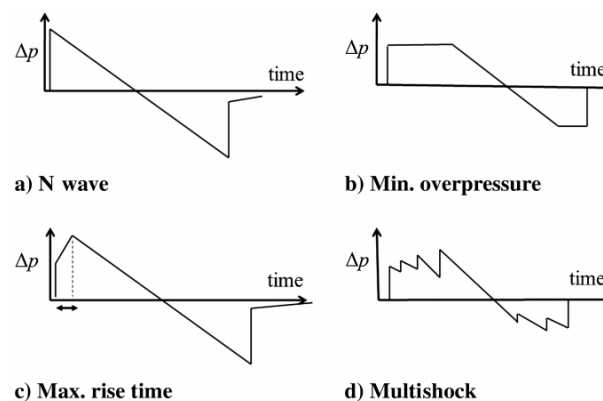 Δp
time
a) N wave
Δp
time
b) Min. overpressure
Δp
time
c) Max. rise time
Δp
time
d) Multishock